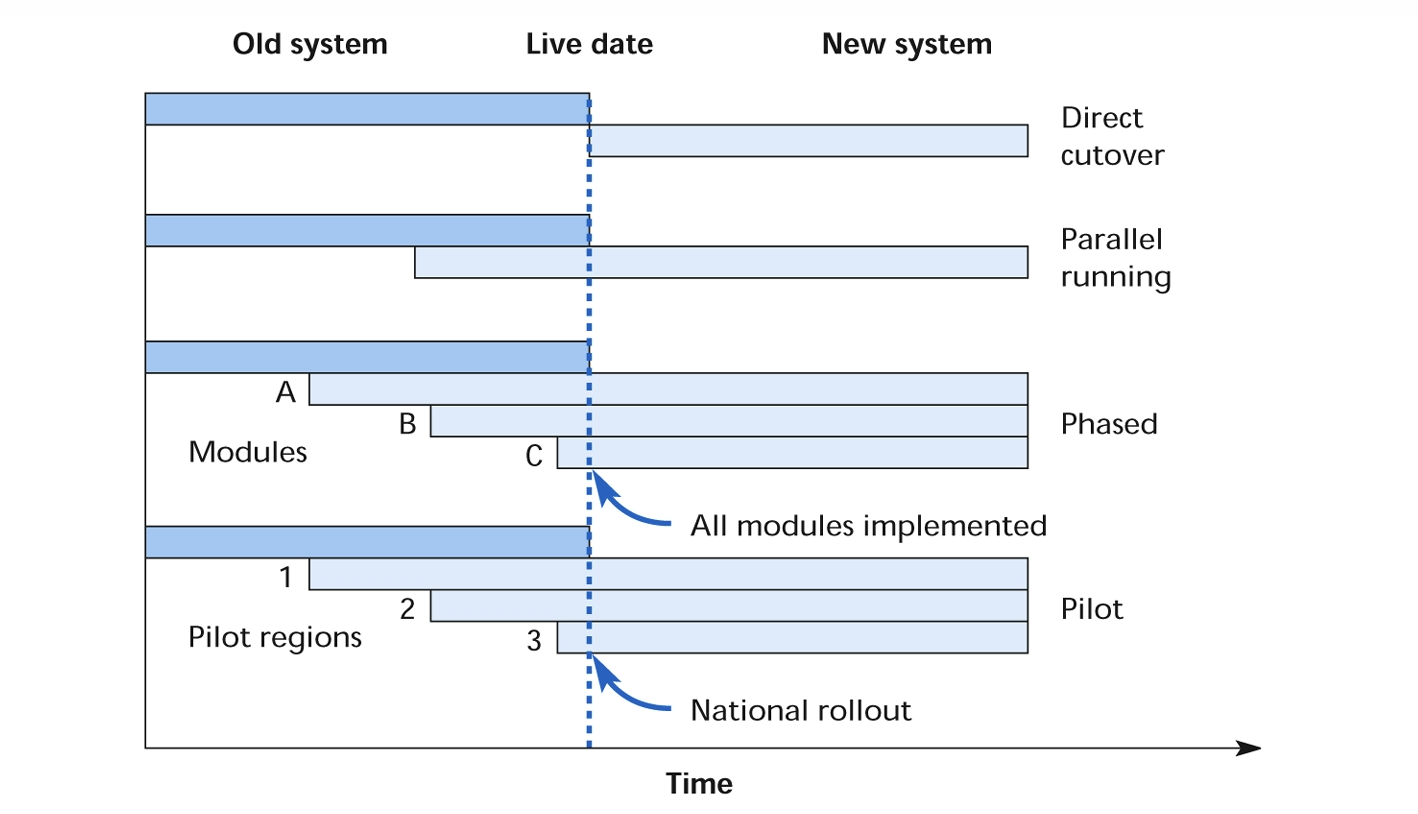 Old system
Live date
New system
Direct
cutover
Parallel
running
A
B
Phased
Modules
C
All modules implemented
1
2
Pilot
Pilot regions
3
National rollout
Time